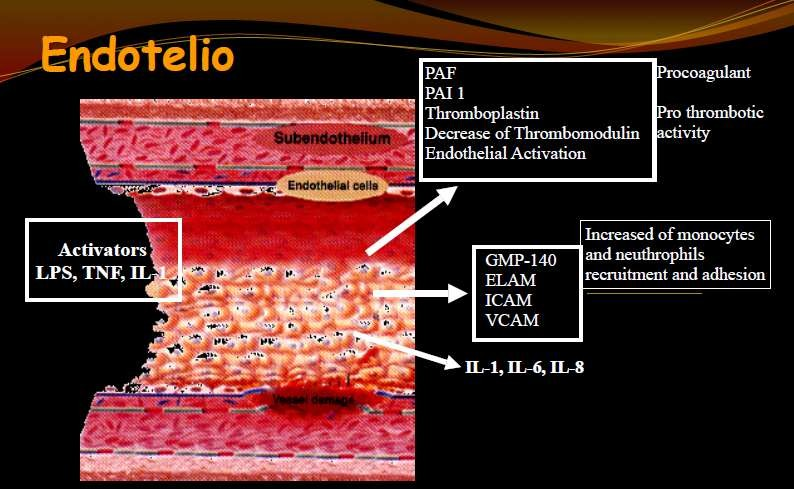 Endotelio
PAF
PAI 1
Thromboplastin
Decrease of Thrombomodulin
Endothelial Activation
Procoagulant
Pro thrombotic
activity
Subendothelium
Endothelial cells
Activators
LPS, TNF, IL-1
GMP-140
ELAM
ICAM
VCAM
Increased of monocytes
and neuthrophils
recruitment and adhesion
IL-1, IL-6, IL-8
Vessel damage